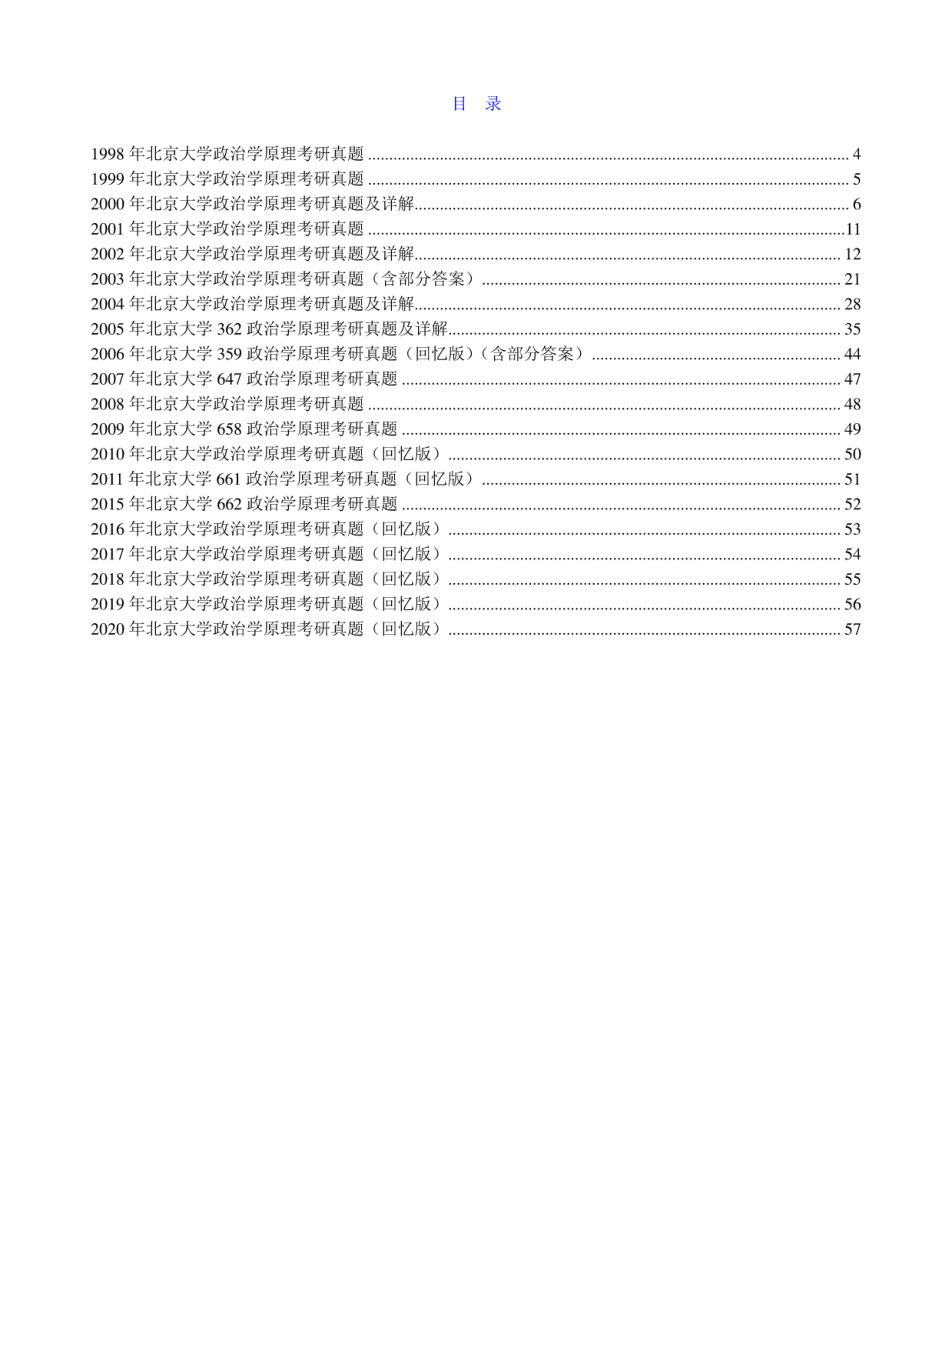 目 录
1998 年北京大学政治学原理考研真题 ........ 4
1999 年北京大学政治学原理考研真题 ........ 5
2000 年北京大学政治学原理考研真题及详解........ 6
2001 年北京大学政治学原理考研真题 ........11
2002 年北京大学政治学原理考研真题及详解........ 12
2003 年北京大学政治学原理考研真题（含部分答案）........ 21
2004 年北京大学政治学原理考研真题及详解........ 28
2005 年北京大学 362 政治学原理考研真题及详解........ 35
2006 年北京大学 359 政治学原理考研真题（回忆版）（含部分答案）........ 44
2007 年北京大学 647 政治学原理考研真题 ........ 47
2008 年北京大学政治学原理考研真题 ........ 48
2009 年北京大学 658 政治学原理考研真题 ........ 49
2010 年北京大学政治学原理考研真题（回忆版）........ 50
2011 年北京大学 661 政治学原理考研真题（回忆版）........ 51
2015 年北京大学 662 政治学原理考研真题 ........ 52
2016 年北京大学政治学原理考研真题（回忆版）........ 53
2017 年北京大学政治学原理考研真题（回忆版）........ 54
2018 年北京大学政治学原理考研真题（回忆版）........ 55
2019 年北京大学政治学原理考研真题（回忆版）........ 56
2020 年北京大学政治学原理考研真题（回忆版）........ 57